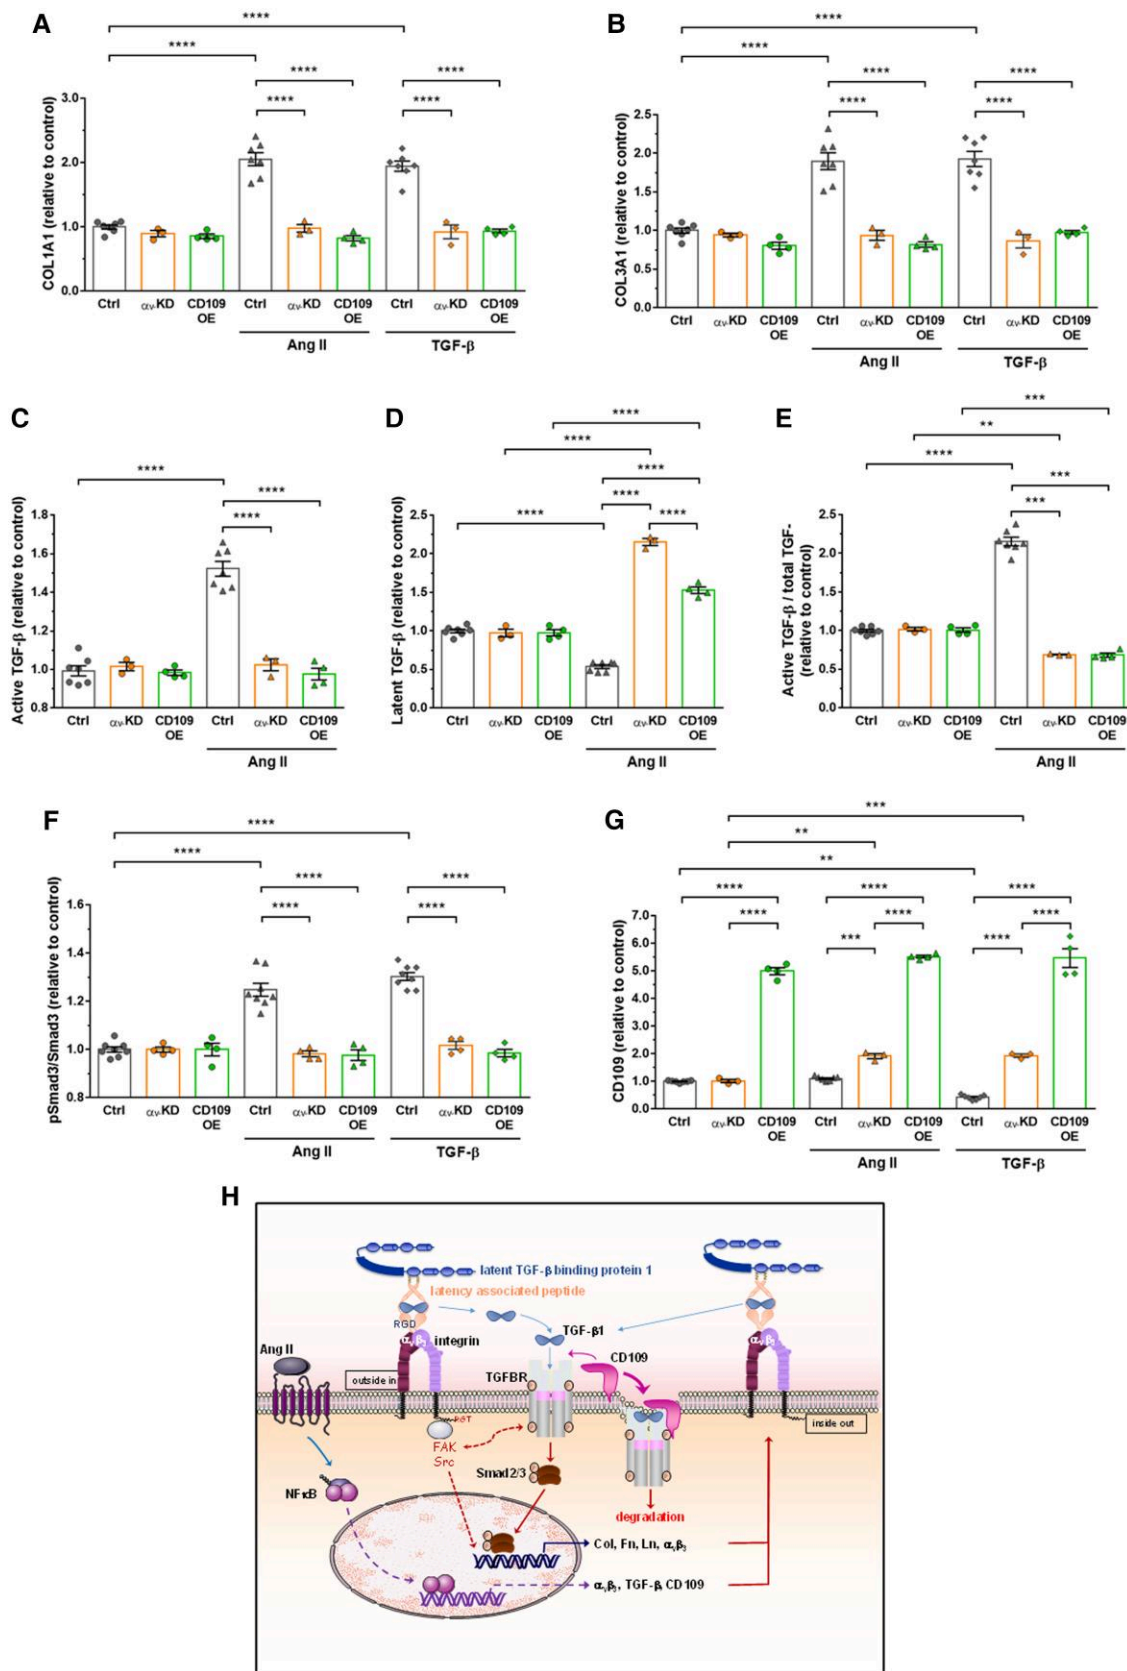 A
****
****
****
****
****
****
COL1A1 (relative to control)
3.0
2.0
1.0
0.0
Ctrl
αv-KD
CD109 OE
Ctrl
αv-KD
CD109 OE
Ctrl
αv-KD
CD109 OE
Ang II
TGF-β
B
****
****
****
****
****
****
COL3A1 (relative to control)
2.5
2.0
1.5
1.0
0.5
0.0
Ctrl
αv-KD
CD109 OE
Ctrl
αv-KD
CD109 OE
Ctrl
αv-KD
CD109 OE
Ang II
TGF-β
C
****
****
****
Active TGF-β (relative to control)
1.8
1.6
1.4
1.2
1.0
0.8
Ctrl
αv-KD
CD109 OE
Ctrl
αv-KD
CD109 OE
Ang II
D
****
****
****
****
****
****
Latent TGF-β (relative to control)
2.5
2.0
1.5
1.0
0.5
0.0
Ctrl
αv-KD
CD109 OE
Ctrl
αv-KD
CD109 OE
Ang II
E
***
**
****
***
***
Active TGF-β / total TGF-
(relative to control)
2.5
2.0
1.5
1.0
0.5
0.0
Ctrl
αv-KD
CD109 OE
Ctrl
αv-KD
CD109 OE
Ang II
F
****
****
****
****
****
****
pSmad3/Smad3 (relative to control)
1.6
1.4
1.2
1.0
0.8
Ctrl
αv-KD
CD109 OE
Ctrl
αv-KD
CD109 OE
Ctrl
αv-KD
CD109 OE
Ang II
TGF-β
G
***
**
**
****
****
****
****
****
****
***
****
CD109 (relative to control)
7.0
6.0
5.0
4.0
3.0
2.0
1.0
0.0
Ctrl
αv-KD
CD109 OE
Ctrl
αv-KD
CD109 OE
Ctrl
αv-KD
CD109 OE
Ang II
TGF-β
H
latent TGF-β binding protein 1
latency associated peptide
RGD
TGF-β1
αvβ3
integrin
αvβ3
Ang II
CD109
TGFBR
outside in
inside out
FAK
Src
Smad2/3
NFκB
degradation
Col, Fn, Ln, αvβ3
αvβ3, TGF-β, CD109